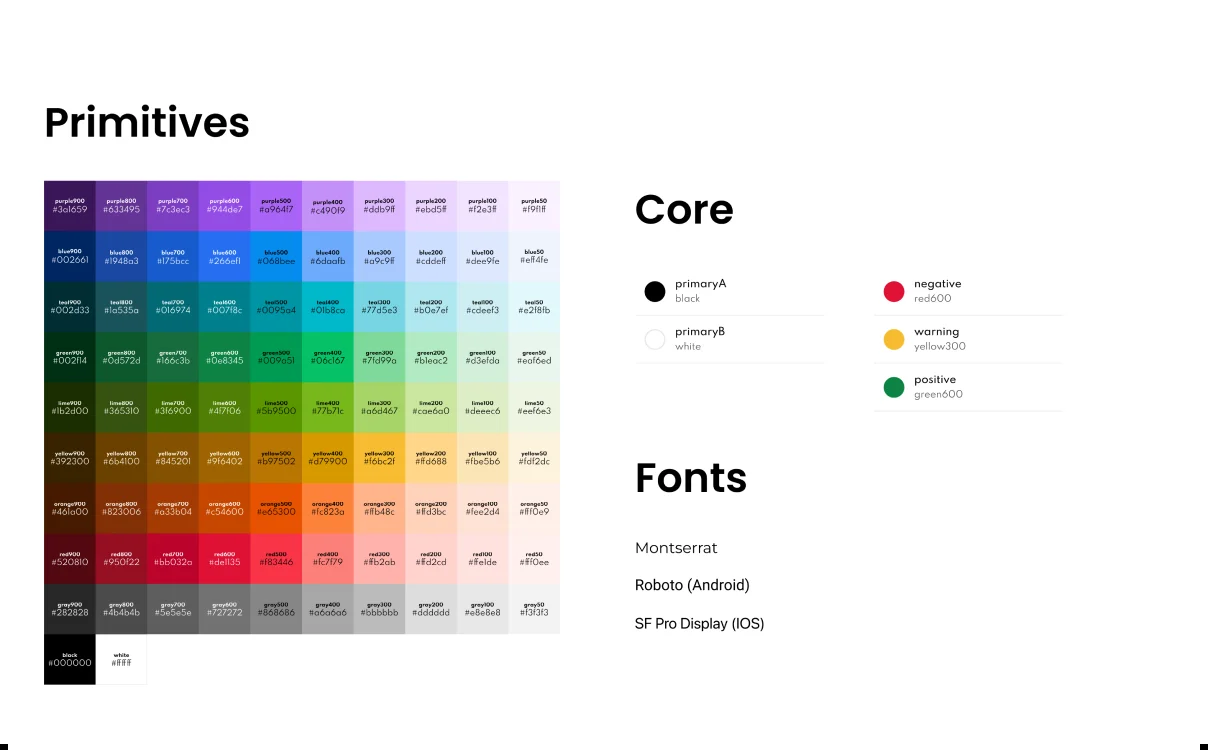 Primitives
purple900 purple800 purple700 purple600 purple500 purple400 purple300 purple200 purple100 purple50
#3a1659 #633495 #7c3ec3 #944de7 #a964f7 #c490f9 #ddb9ff #ebd5ff #f2e3ff #f9f1ff
blue900 blue800 blue700 blue600 blue500 blue400 blue300 blue200 blue100 blue50
#002661 #1948a3 #175bcc #266ef1 #068bee #6daafb #a9c9ff #cddeff #dee9fe #eff4fe
teal900 teal800 teal700 teal600 teal500 teal400 teal300 teal200 teal100 teal50
#002d33 #1a535a #016974 #007f8c #0095a4 #01b8ca #77d5e3 #b0e7ef #cdeef3 #e2f8fb
green900 green800 green700 green600 green500 green400 green300 green200 green100 green50
#002f14 #0d572d #166c3b #0e8345 #009a51 #06c167 #7fd99a #b1eac2 #d3efda #eaf6ed
lime900 lime800 lime700 lime600 lime500 lime400 lime300 lime200 lime100 lime50
#1b2d00 #365310 #3f6900 #4f7f06 #5b9500 #77b71c #a6d467 #cae6a0 #deeec6 #eef6e3
yellow900 yellow800 yellow700 yellow600 yellow500 yellow400 yellow300 yellow200 yellow100 yellow50
#392300 #6b4100 #845201 #9f6402 #b97502 #d79900 #f6bc2f #ffd688 #fbe5b6 #fdf2dc
orange900 orange800 orange700 orange600 orange500 orange400 orange300 orange200 orange100 orange50
#461a00 #823006 #a33b04 #c54600 #e65300 #fc823a #ffb48c #ffd3bc #fee2d4 #fff0e9
red900 red800 red700 red600 red500 red400 red300 red200 red100 red50
#520810 #950f22 #bb032a #de1135 #f83446 #fc7f79 #ffb2ab #ffd2cd #ffe1de #fff0ee
gray900 gray800 gray700 gray600 gray500 gray400 gray300 gray200 gray100 gray50
#282828 #4b4b4b #5e5e5e #727272 #868686 #a6a6a6 #bbbbbb #dddddd #e8e8e8 #f3f3f3
black white
#000000 #ffffff
Core
primaryA
black
primaryB
white
negative
red600
warning
yellow300
positive
green600
Fonts
Montserrat
Roboto (Android)
SF Pro Display (IOS)